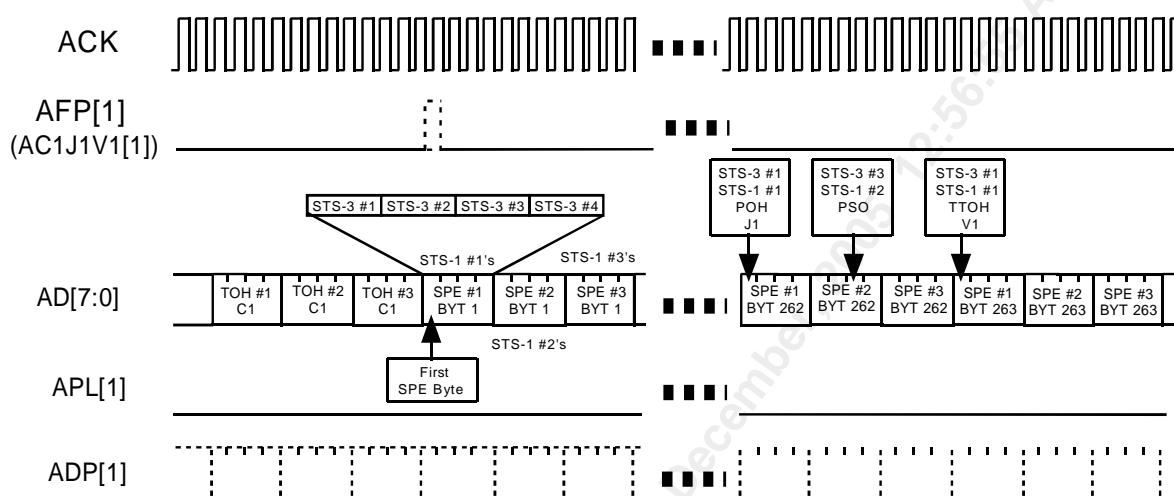 ACK
AFP[1]
(AC1J1V1[1])
STS-3 #1
STS-1 #1
POH
J1
STS-3 #3
STS-1 #2
PSO
STS-3 #1
STS-1 #1
TTOH
V1
STS-3 #1 STS-3 #2 STS-3 #3 STS-3 #4
STS-1 #1's STS-1 #3's
AD[7:0]
TOH #1
C1
TOH #2
C1
TOH #3
C1
SPE #1
BYT 1
SPE #2
BYT 1
SPE #3
BYT 1
SPE #1
BYT 262
SPE #2
BYT 262
SPE #3
BYT 262
SPE #1
BYT 263
SPE #2
BYT 263
SPE #3
BYT 263
STS-1 #2's
First
SPE Byte
APL[1]
ADP[1]
December, 2005 12:56:58 A